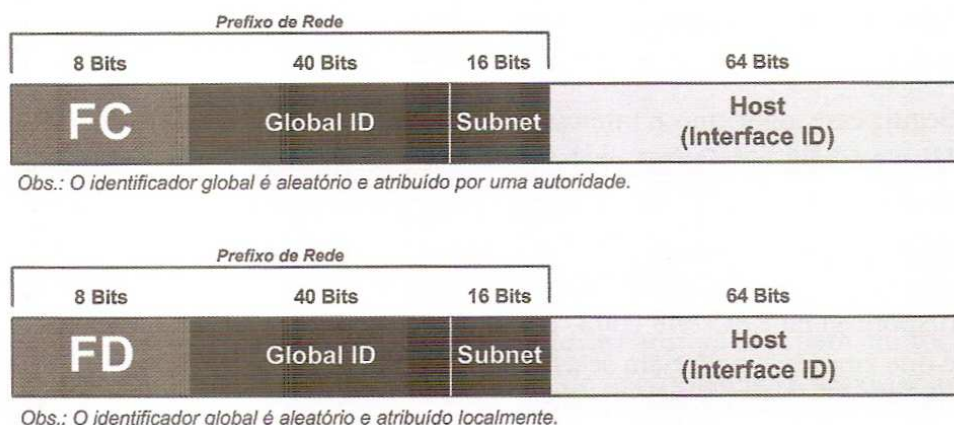 Prefixo de Rede
8 Bits 40 Bits 16 Bits 64 Bits
FC Global ID Subnet Host (Interface ID)
Obs.: O identificador global é aleatório e atribuído por uma autoridade.
Prefixo de Rede
8 Bits 40 Bits 16 Bits 64 Bits
FD Global ID Subnet Host (Interface ID)
Obs.: O identificador global é aleatório e atribuído localmente.